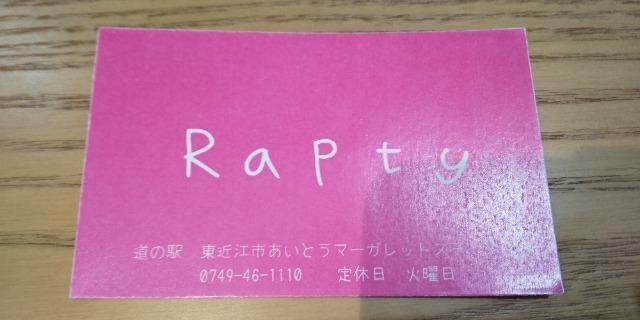 Rapty
道の駅　東近江市あいとうマーガレットス
0749-46-1110　定休日　火曜日